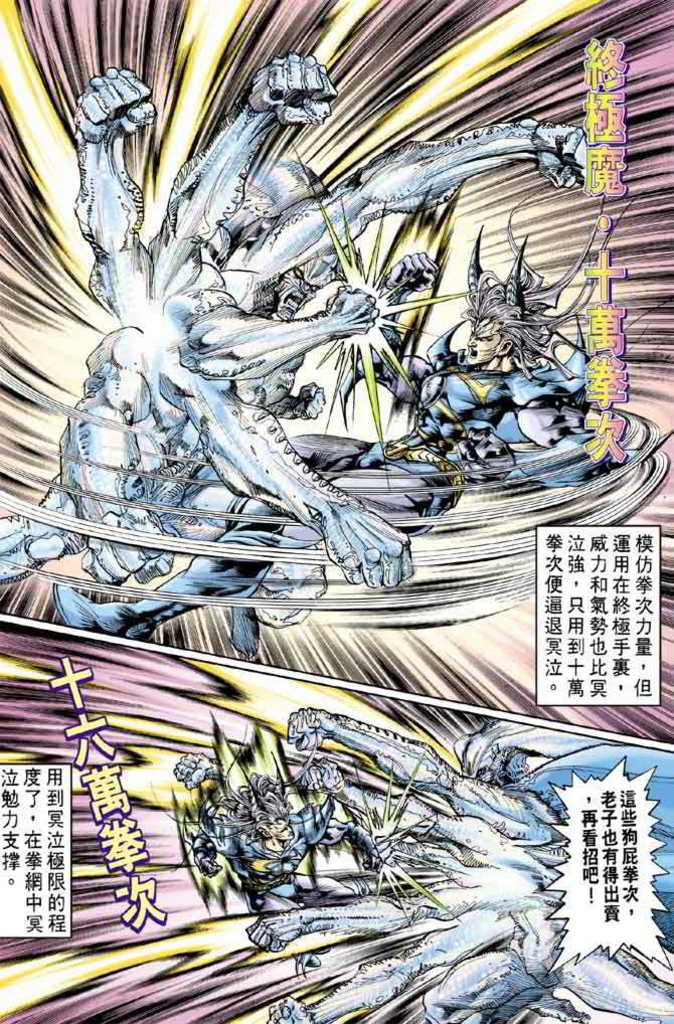 終極魔・十萬拳次
模仿拳次力量，但
運用在終極手裏，
威力和氣勢也比冥
泣強，只用到十萬
拳次便逼退冥泣。
這些狗屁拳次，
老子也有得出賣
，再看招吧！
十六萬拳次
用到冥泣極限的程
度了，在拳網中冥
泣勉力支撐。